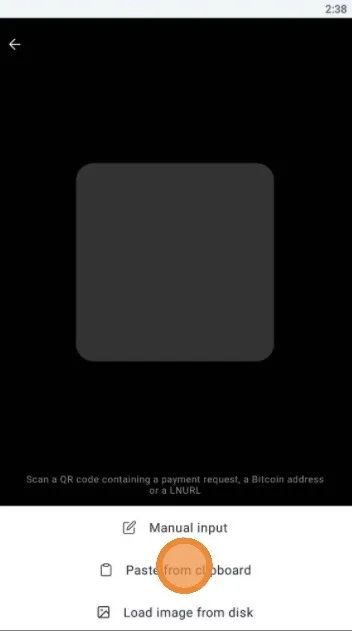 2:38
Scan a QR code containing a payment request, a Bitcoin address
or a LNURL
Manual input
Paste from clipboard
Load image from disk